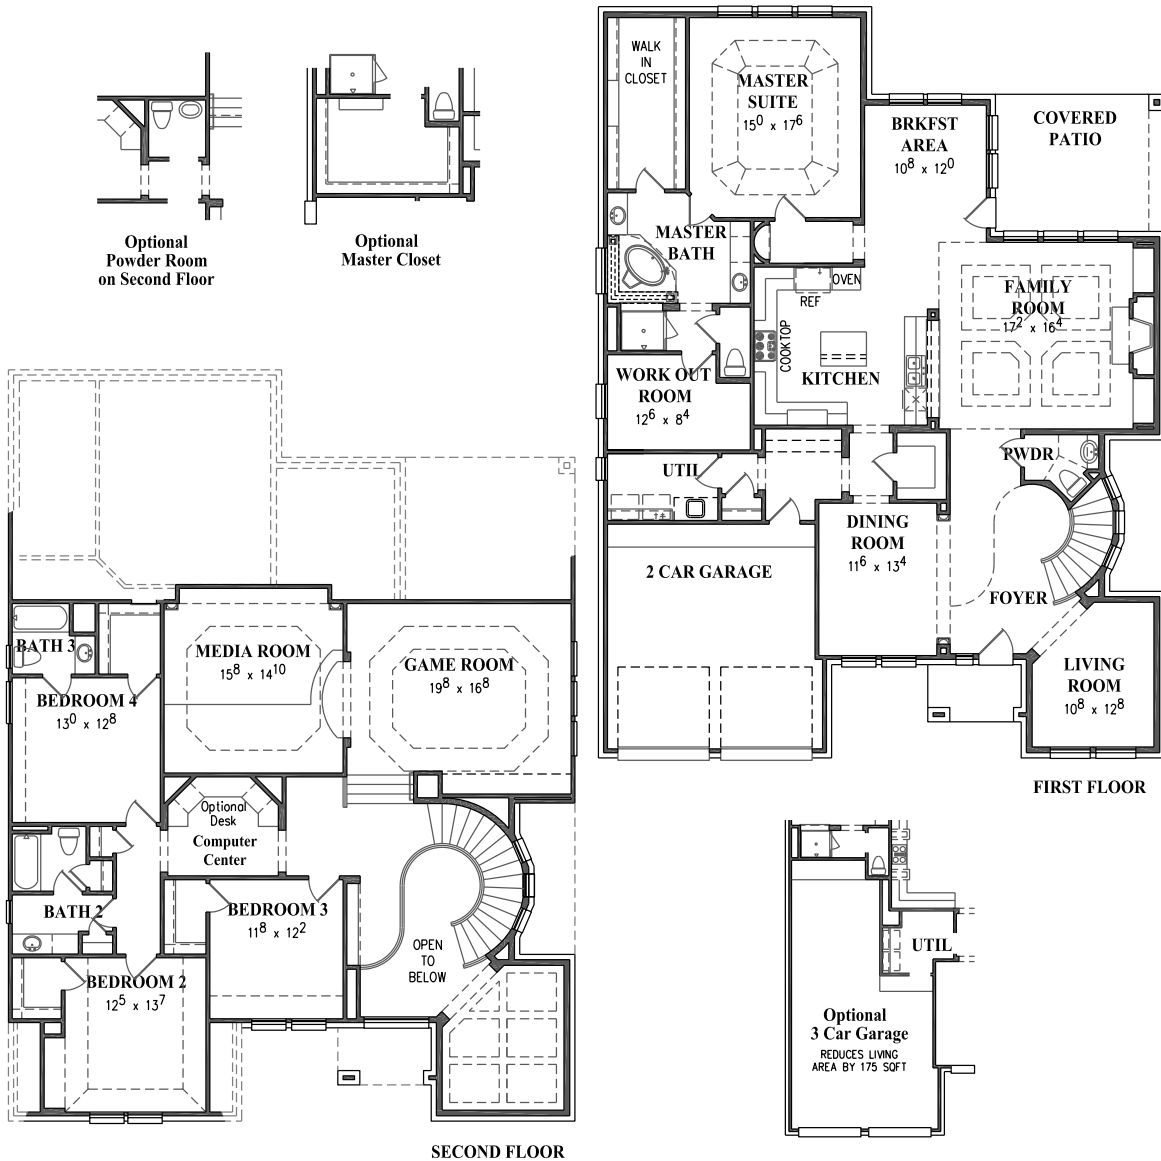 Optional
Powder Room
on Second Floor
Optional
Master Closet
WALK
IN
CLOSET
MASTER
SUITE
15⁰ x 17⁶
BRKFST
AREA
10⁸ x 12⁰
COVERED
PATIO
MASTER
BATH
OVEN
REF
COOKTOP
KITCHEN
FAMILY
ROOM
17² x 16⁴
WORK OUT
ROOM
12⁶ x 8⁴
UTIL
PWDR
DINING
ROOM
11⁶ x 13⁴
2 CAR GARAGE
FOYER
LIVING
ROOM
10⁸ x 12⁸
FIRST FLOOR
BATH 3
MEDIA ROOM
15⁸ x 14¹⁰
GAME ROOM
19⁸ x 16⁸
BEDROOM 4
13⁰ x 12⁸
Optional
Desk
Computer
Center
BATH 2
BEDROOM 3
11⁸ x 12²
OPEN
TO
BELOW
BEDROOM 2
12⁵ x 13⁷
SECOND FLOOR
UTIL
Optional
3 Car Garage
REDUCES LIVING
AREA BY 175 SQFT